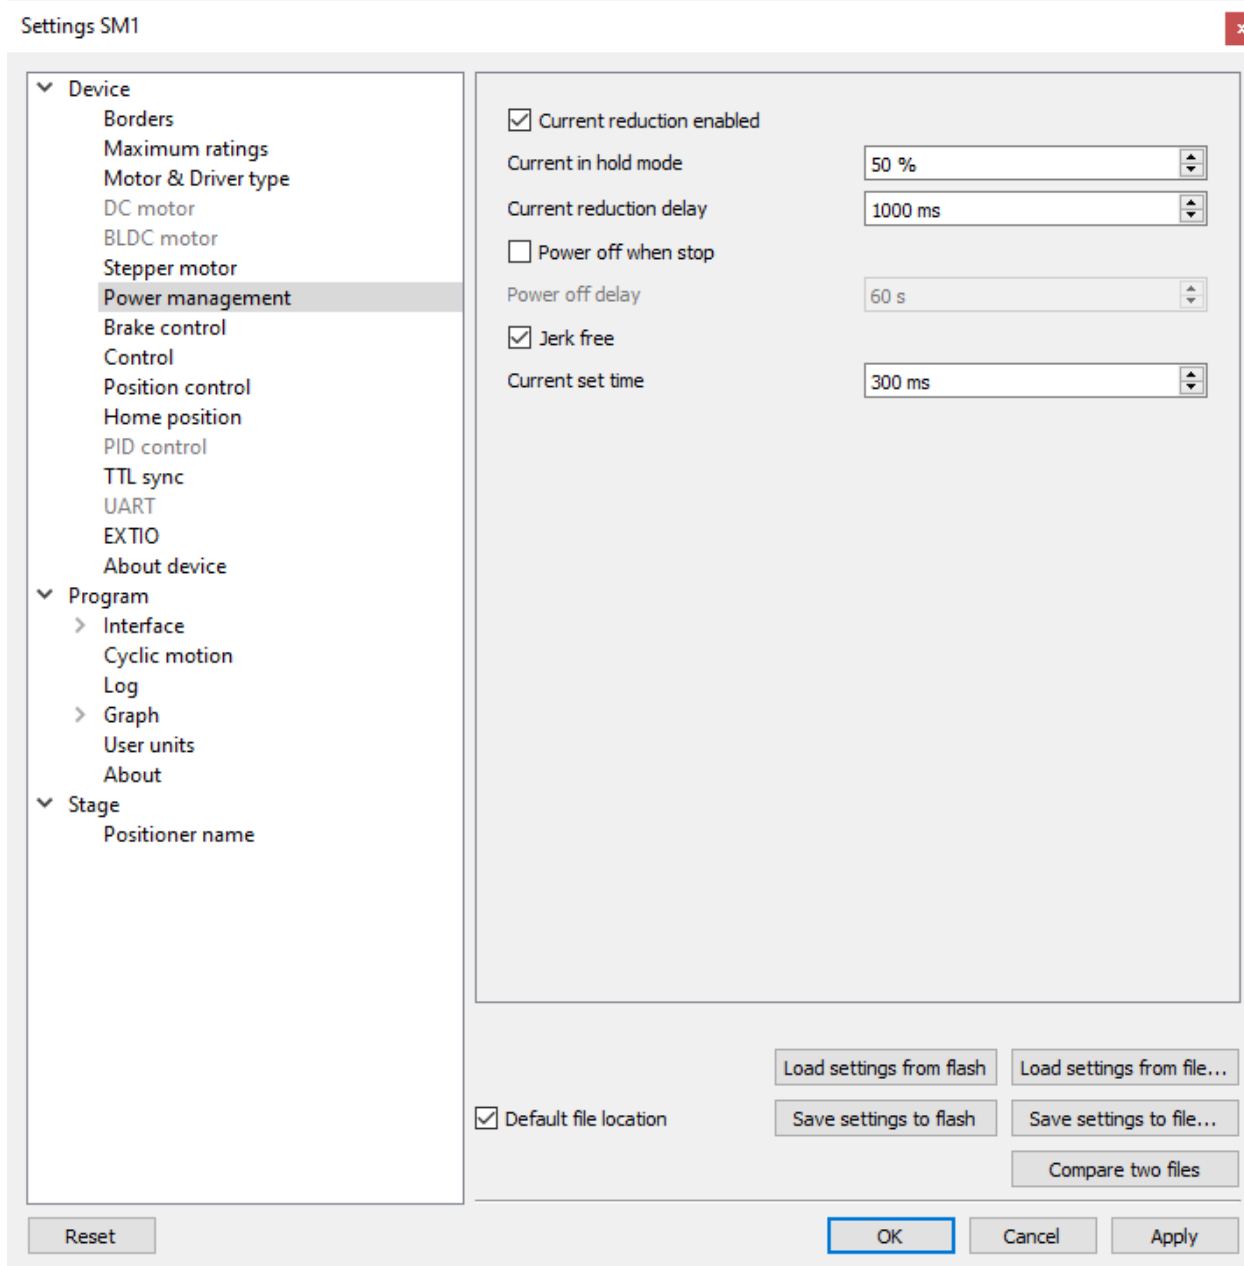 Settings SM1
x
Device
Borders
Maximum ratings
Motor & Driver type
DC motor
BLDC motor
Stepper motor
Power management
Brake control
Control
Position control
Home position
PID control
TTL sync
UART
EXTIO
About device
Program
Interface
Cyclic motion
Log
Graph
User units
About
Stage
Positioner name
Current reduction enabled
Current in hold mode 50 %
Current reduction delay 1000 ms
Power off when stop
Power off delay 60 s
Jerk free
Current set time 300 ms
Load settings from flash Load settings from file...
Default file location Save settings to flash Save settings to file...
Compare two files
Reset OK Cancel Apply